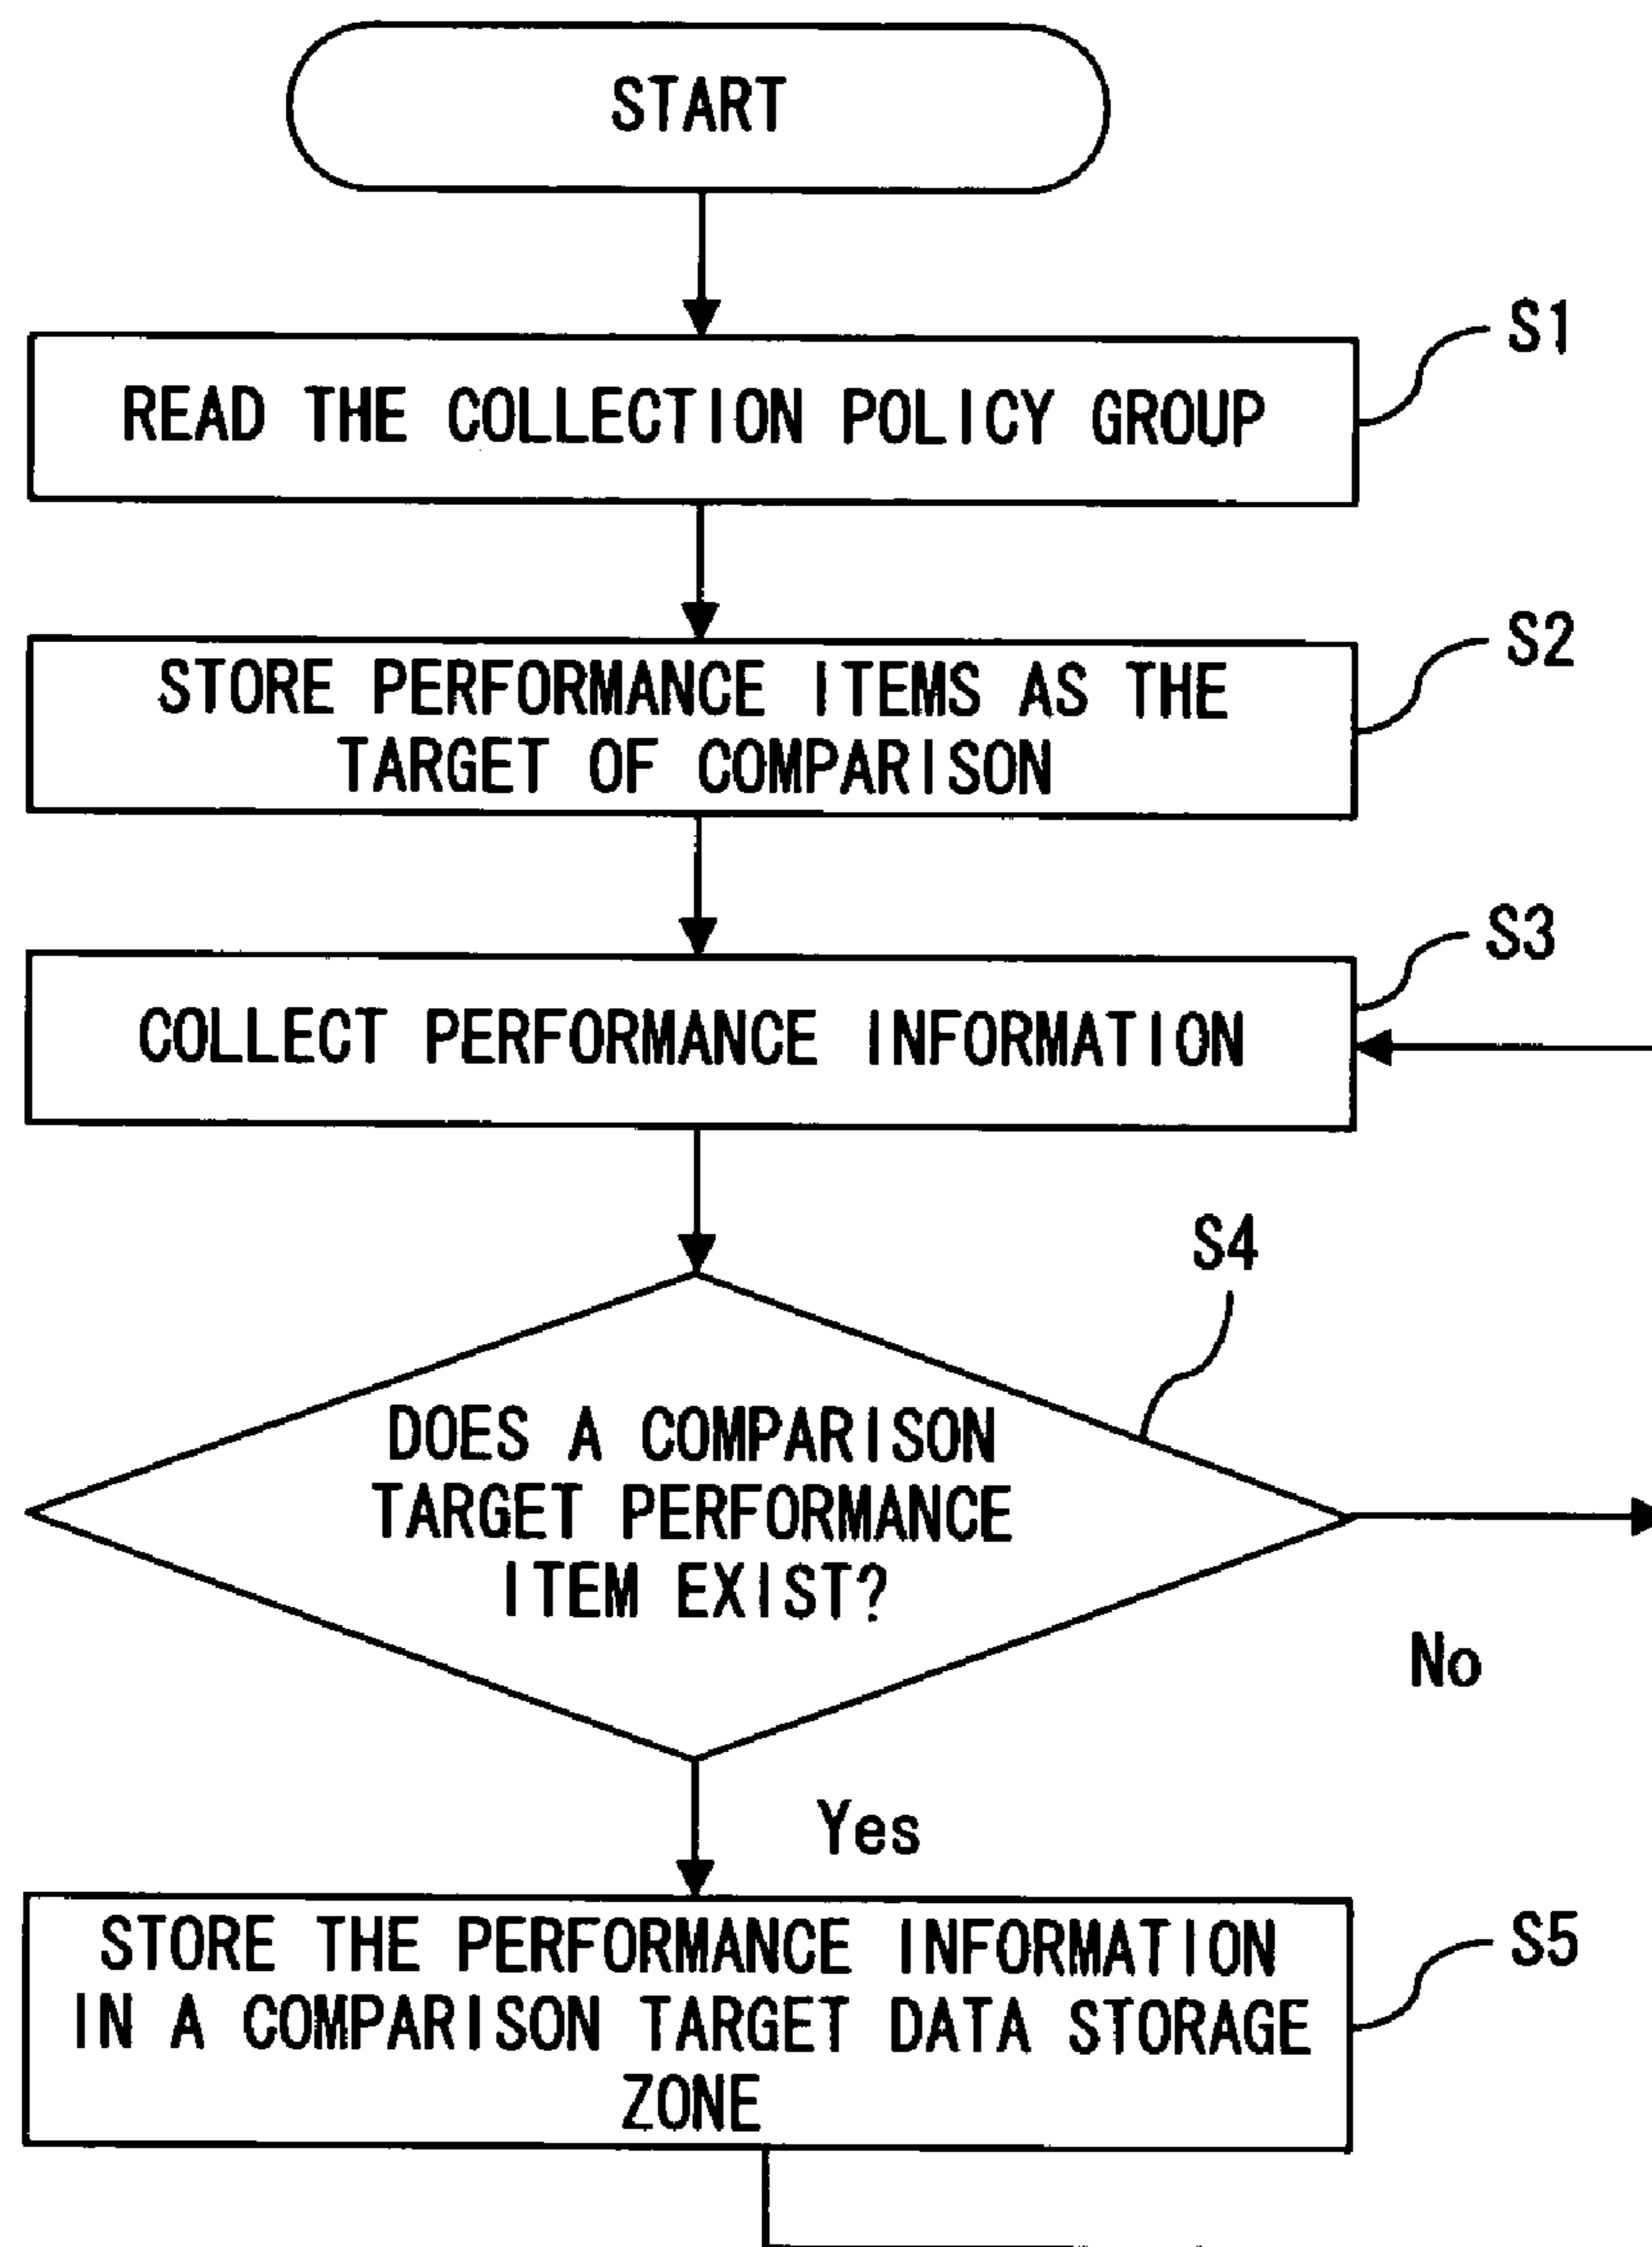 START
S1
READ THE COLLECTION POLICY GROUP
S2
STORE PERFORMANCE ITEMS AS THE
TARGET OF COMPARISON
S3
COLLECT PERFORMANCE INFORMATION
S4
DOES A COMPARISON
TARGET PERFORMANCE
ITEM EXIST?
No
Yes
S5
STORE THE PERFORMANCE INFORMATION
IN A COMPARISON TARGET DATA STORAGE
ZONE